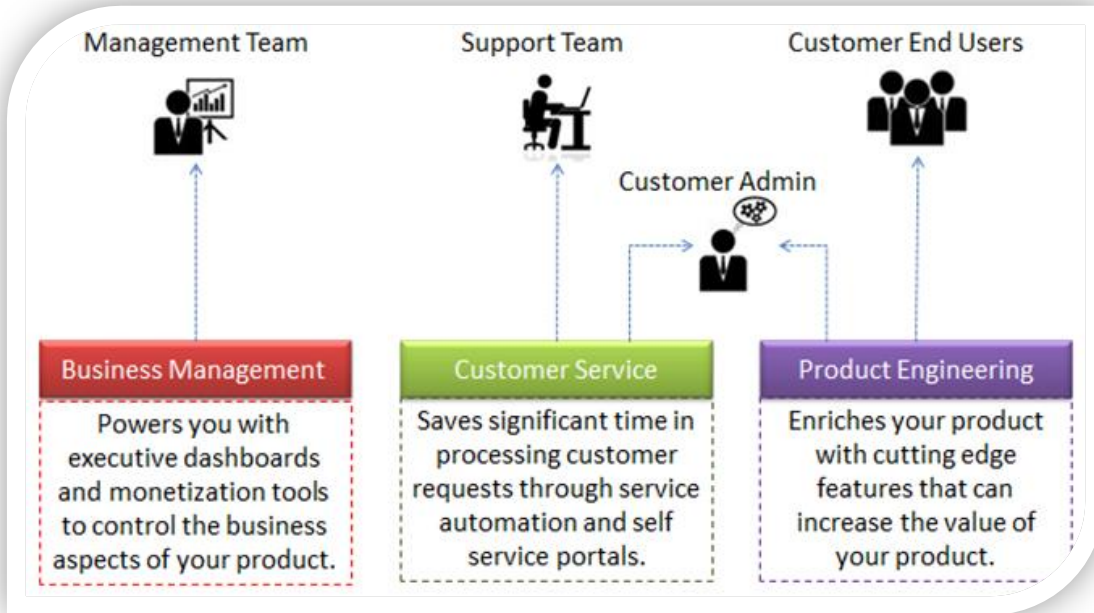 Management Team
Support Team
Customer End Users
Customer Admin
Business Management
Powers you with
executive dashboards
and monetization tools
to control the business
aspects of your product.
Customer Service
Saves significant time in
processing customer
requests through service
automation and self
service portals.
Product Engineering
Enriches your product
with cutting edge
features that can
increase the value of
your product.